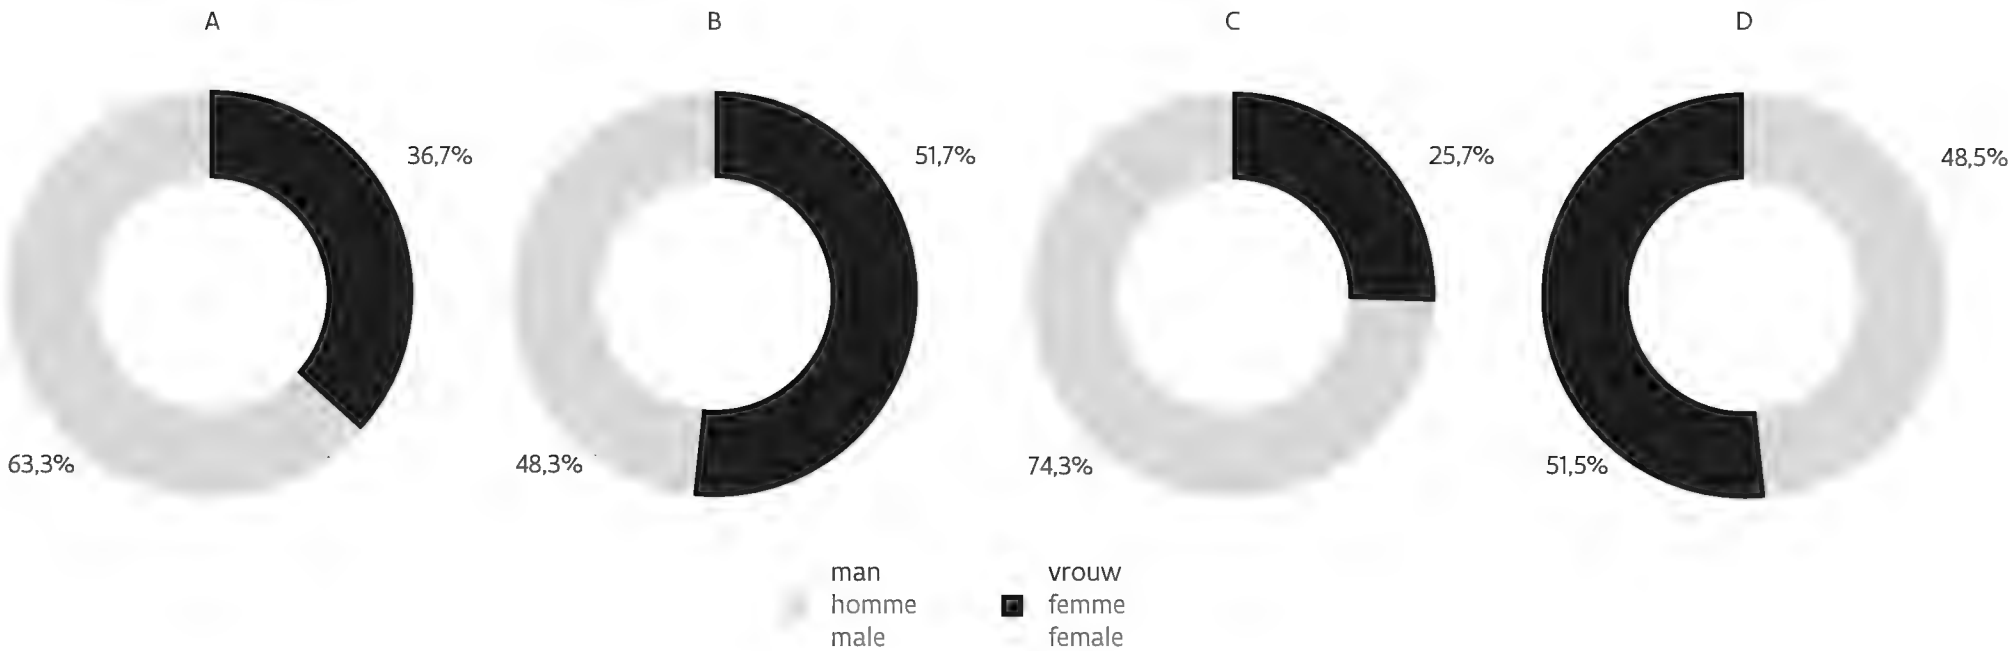 A B C D
36,7% 51,7% 25,7% 48,5%
63,3% 48,3% 74,3% 51,5%
man vrouw
homme femme
male female